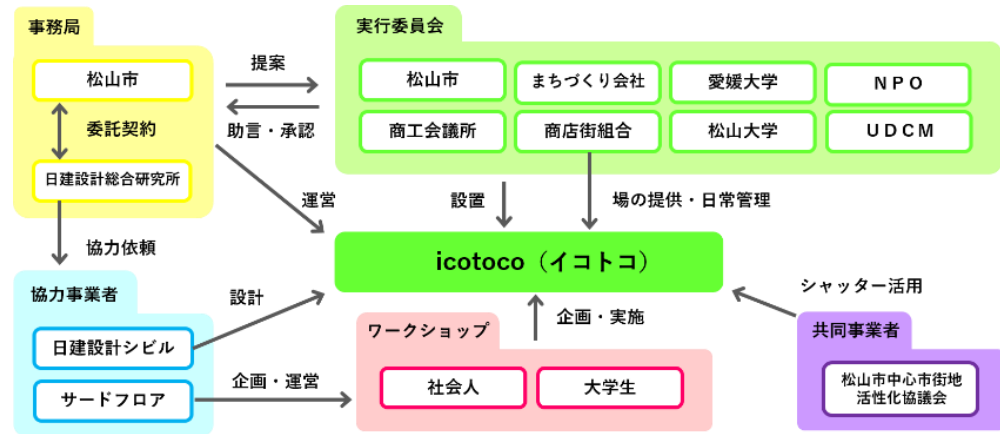 事務局
松山市
委託契約
日建設計総合研究所
提案
助言・承認
実行委員会
松山市
まちづくり会社
愛媛大学
NPO
商工会議所
商店街組合
松山大学
UDCM
運営
設置
場の提供・日常管理
協力依頼
icotoco（イコトコ）
協力事業者
日建設計シビル
サードフロア
設計
企画・運営
ワークショップ
社会人
大学生
企画・実施
シャッター活用
共同事業者
松山市中心市街地
活性化協議会